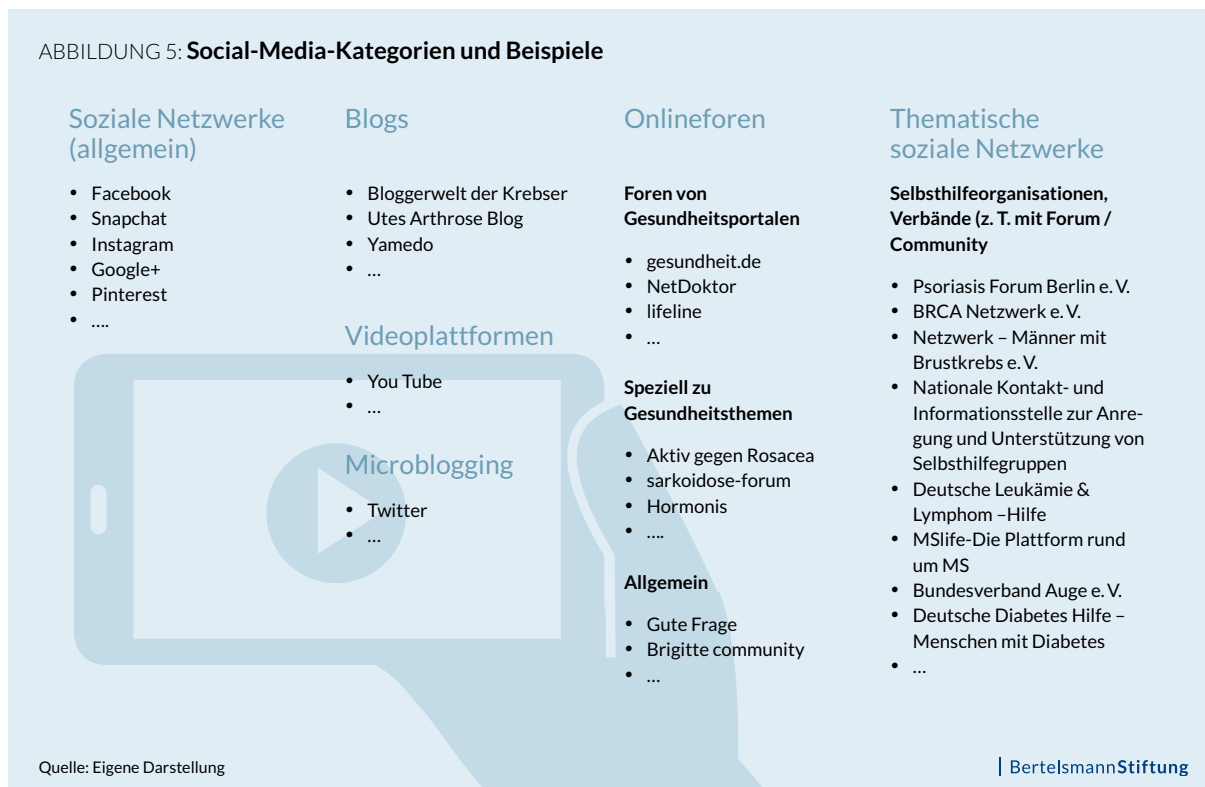 ABBILDUNG 5: Social-Media-Kategorien und Beispiele
Soziale Netzwerke
(allgemein)
• Facebook
• Snapchat
• Instagram
• Google+
• Pinterest
• ....
Blogs
• Bloggerwelt der Krebser
• Utes Arthrose Blog
• Yamedo
• ...
Videoplattformen
• You Tube
• ...
Microblogging
• Twitter
• ...
Onlineforen
Foren von
Gesundheitsportalen
• gesundheit.de
• NetDoktor
• lifeline
• ...
Speziell zu
Gesundheitsthemen
• Aktiv gegen Rosacea
• sarkoidose-forum
• Hormonis
• ....
Allgemein
• Gute Frage
• Brigitte community
• ...
Thematische
soziale Netzwerke
Selbsthilfeorganisationen,
Verbände (z. T. mit Forum /
Community
• Psoriasis Forum Berlin e. V.
• BRCA Netzwerk e. V.
• Netzwerk – Männer mit
Brustkrebs e. V.
• Nationale Kontakt- und
Informationsstelle zur Anre-
gung und Unterstützung von
Selbsthilfegruppen
• Deutsche Leukämie &
Lymphom –Hilfe
• MSlife-Die Plattform rund
um MS
• Bundesverband Auge e. V.
• Deutsche Diabetes Hilfe –
Menschen mit Diabetes
• ...
Quelle: Eigene Darstellung
BertelsmannStiftung